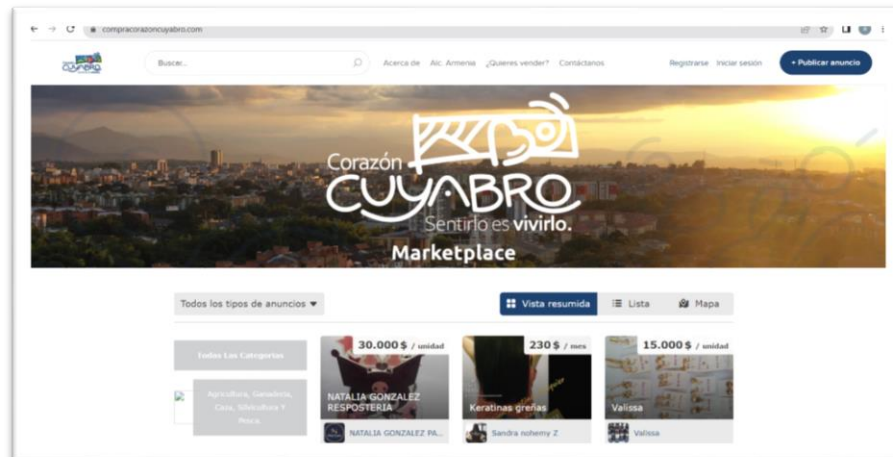 compracorazoncuyabro.com
CUYABRO
Buscar...
Acerca de Aic. Armenia ¿Quieres vender? Contáctanos
Registrarse Iniciar sesión
+ Publicar anuncio
Corazón
CUYABRO
Sentirlo es vivirlo.
Marketplace
Todos los tipos de anuncios
Vista resumida Lista Mapa
Todas Las Categorías
Agricultura, Ganadería,
Caza, Silvicultura Y
Pesca.
30.000 $ / unidad
NATALIA GONZALEZ
RESPOSTERIA
NATALIA GONZALEZ PA...
230 $ / mes
Keratinas greñas
Sandra nohemy Z
15.000 $ / unidad
Valissa
Valissa